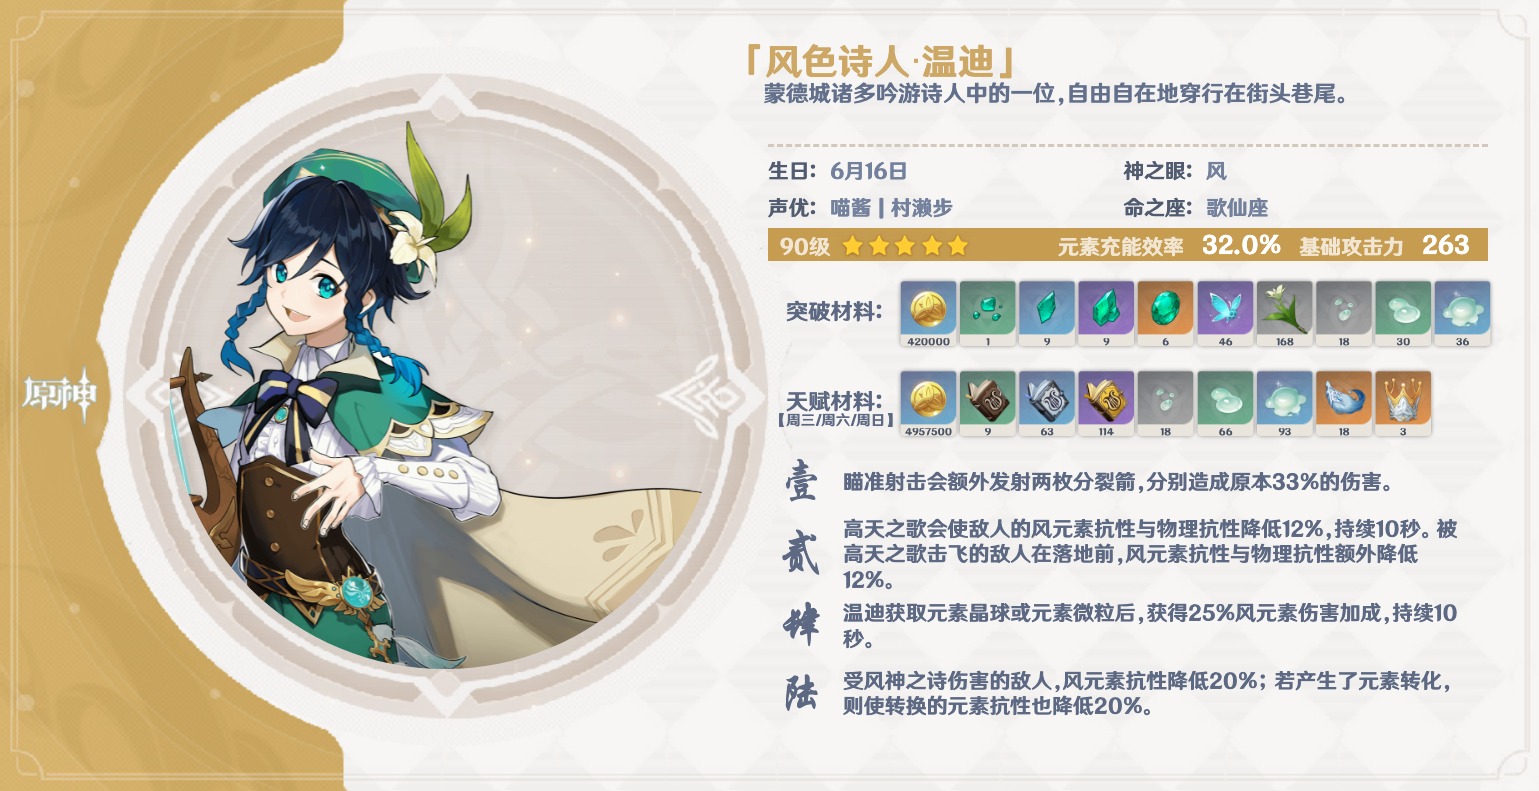 「风色诗人·温迪」
蒙德城诸多吟游诗人中的一位,自由自在地穿行在街头巷尾。
生日: 6月16日 神之眼: 风
声优: 喵酱 | 村濑步 命之座: 歌仙座
90级 元素充能效率 32.0% 基础攻击力 263
突破材料:
420000 1 9 9 6 46 168 18 30 36
天赋材料:
【周三/周六/周日】
4957500 9 63 114 18 66 93 18 3
原神
壹 瞄准射击会额外发射两枚分裂箭,分别造成原本33%的伤害。
贰 高天之歌会使敌人的风元素抗性与物理抗性降低12%,持续10秒。被
高天之歌击飞的敌人在落地前,风元素抗性与物理抗性额外降低
12%。
肆 温迪获取元素晶球或元素微粒后,获得25%风元素伤害加成,持续10
秒。
陆 受风神之诗伤害的敌人,风元素抗性降低20%; 若产生了元素转化,
则使转换的元素抗性也降低20%。